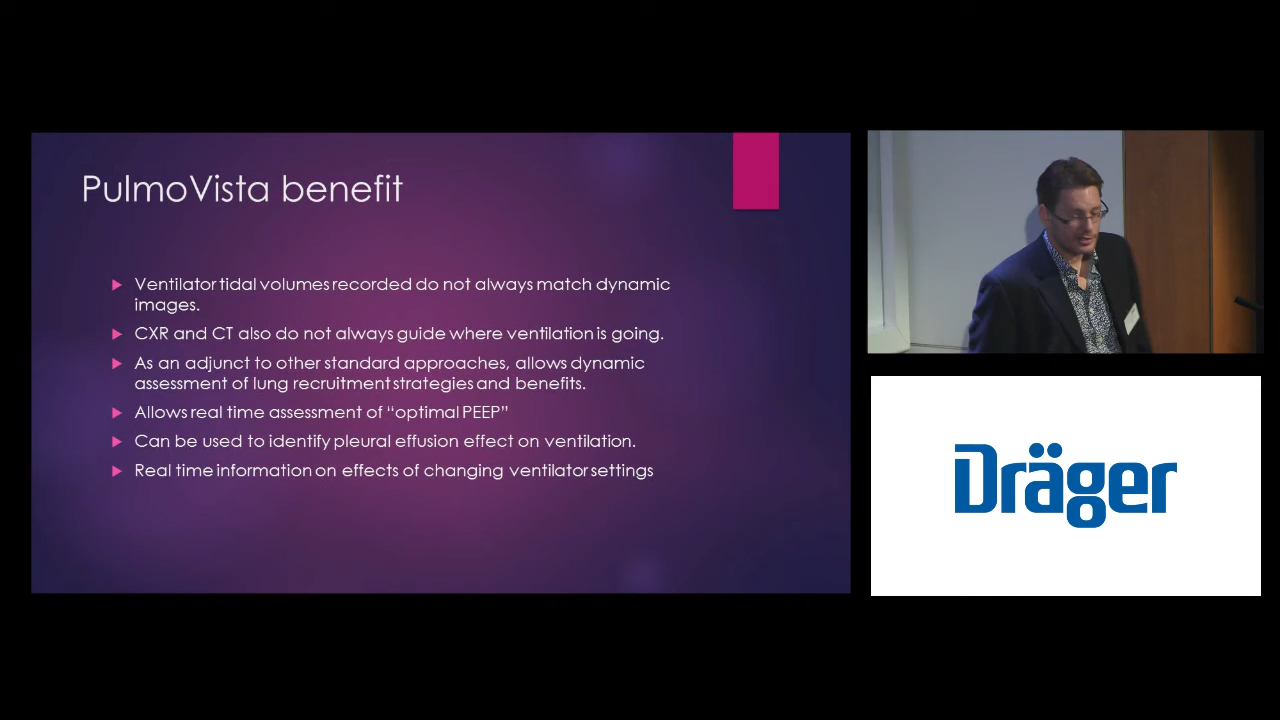 PulmoVista benefit
Ventilator tidal volumes recorded do not always match dynamic
images.
CXR and CT also do not always guide where ventilation is going.
As an adjunct to other standard approaches, allows dynamic
assessment of lung recruitment strategies and benefits.
Allows real time assessment of “optimal PEEP”
Can be used to identify pleural effusion effect on ventilation.
Real time information on effects of changing ventilator settings
Dräger